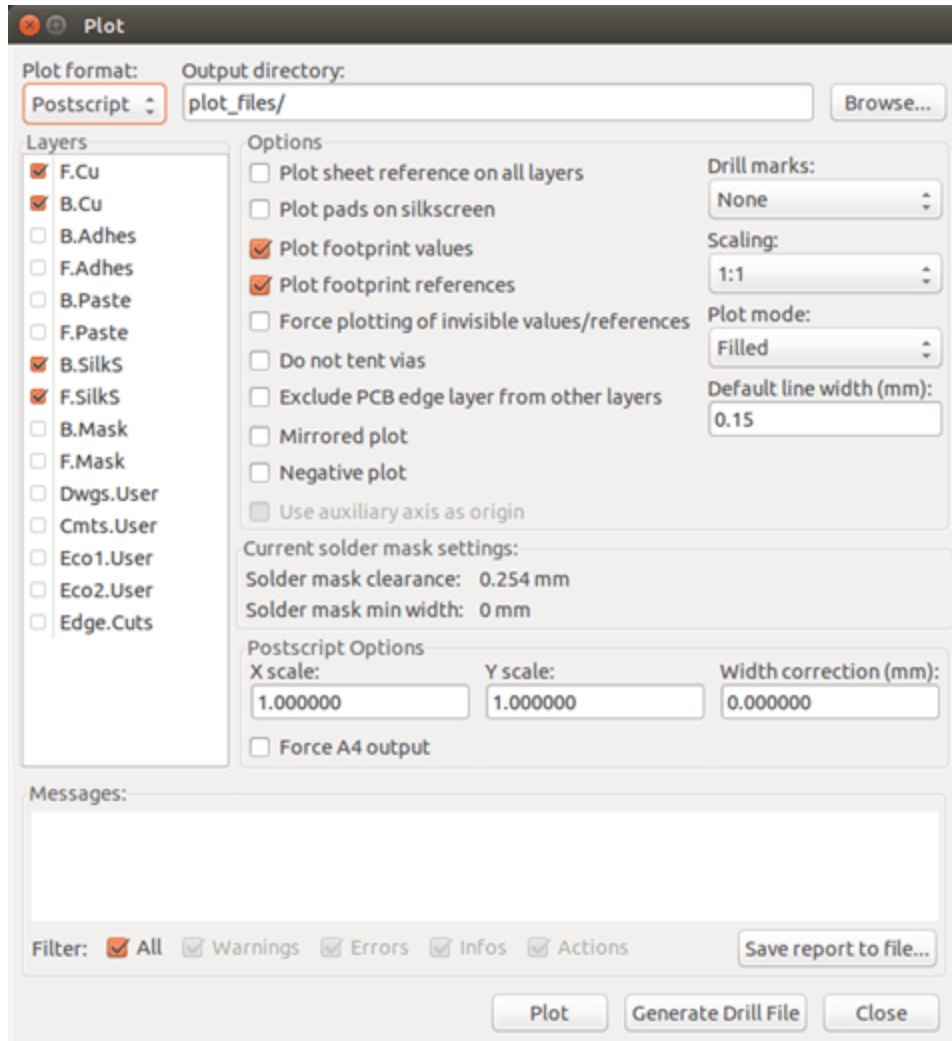 Plot
Plot format: Output directory:
Postscript plot_files/ Browse...
Layers
F.Cu
B.Cu
B.Adhes
F.Adhes
B.Paste
F.Paste
B.SilkS
F.SilkS
B.Mask
F.Mask
Dwgs.User
Cmts.User
Eco1.User
Eco2.User
Edge.Cuts
Options
Plot sheet reference on all layers
Plot pads on silkscreen
Plot footprint values
Plot footprint references
Force plotting of invisible values/references
Do not tent vias
Exclude PCB edge layer from other layers
Mirrored plot
Negative plot
Use auxiliary axis as origin
Drill marks:
None
Scaling:
1:1
Plot mode:
Filled
Default line width (mm):
0.15
Current solder mask settings:
Solder mask clearance: 0.254 mm
Solder mask min width: 0 mm
Postscript Options
X scale: Y scale: Width correction (mm):
1.000000 1.000000 0.000000
Force A4 output
Messages:
Filter: All Warnings Errors Infos Actions Save report to file...
Plot Generate Drill File Close